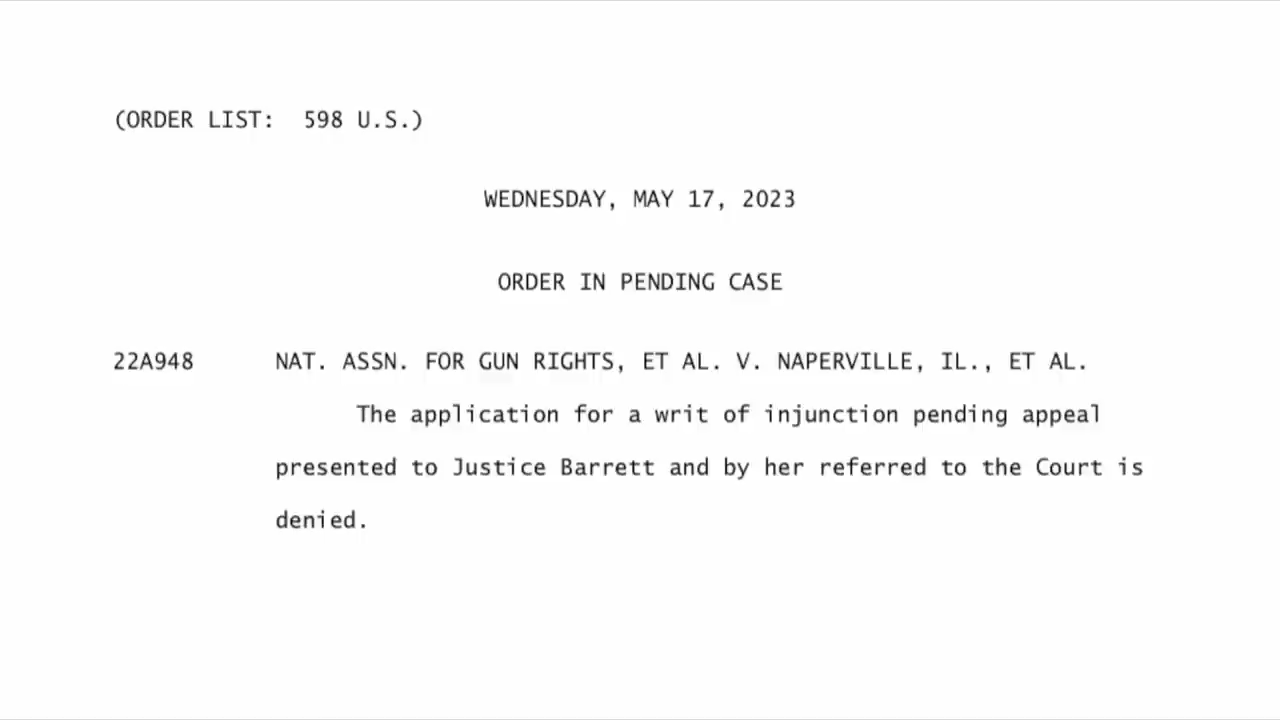 (ORDER LIST:  598 U.S.)
WEDNESDAY, MAY 17, 2023
ORDER IN PENDING CASE
22A948 NAT. ASSN. FOR GUN RIGHTS, ET AL. V. NAPERVILLE, IL., ET AL.
The application for a writ of injunction pending appeal
presented to Justice Barrett and by her referred to the Court is
denied.